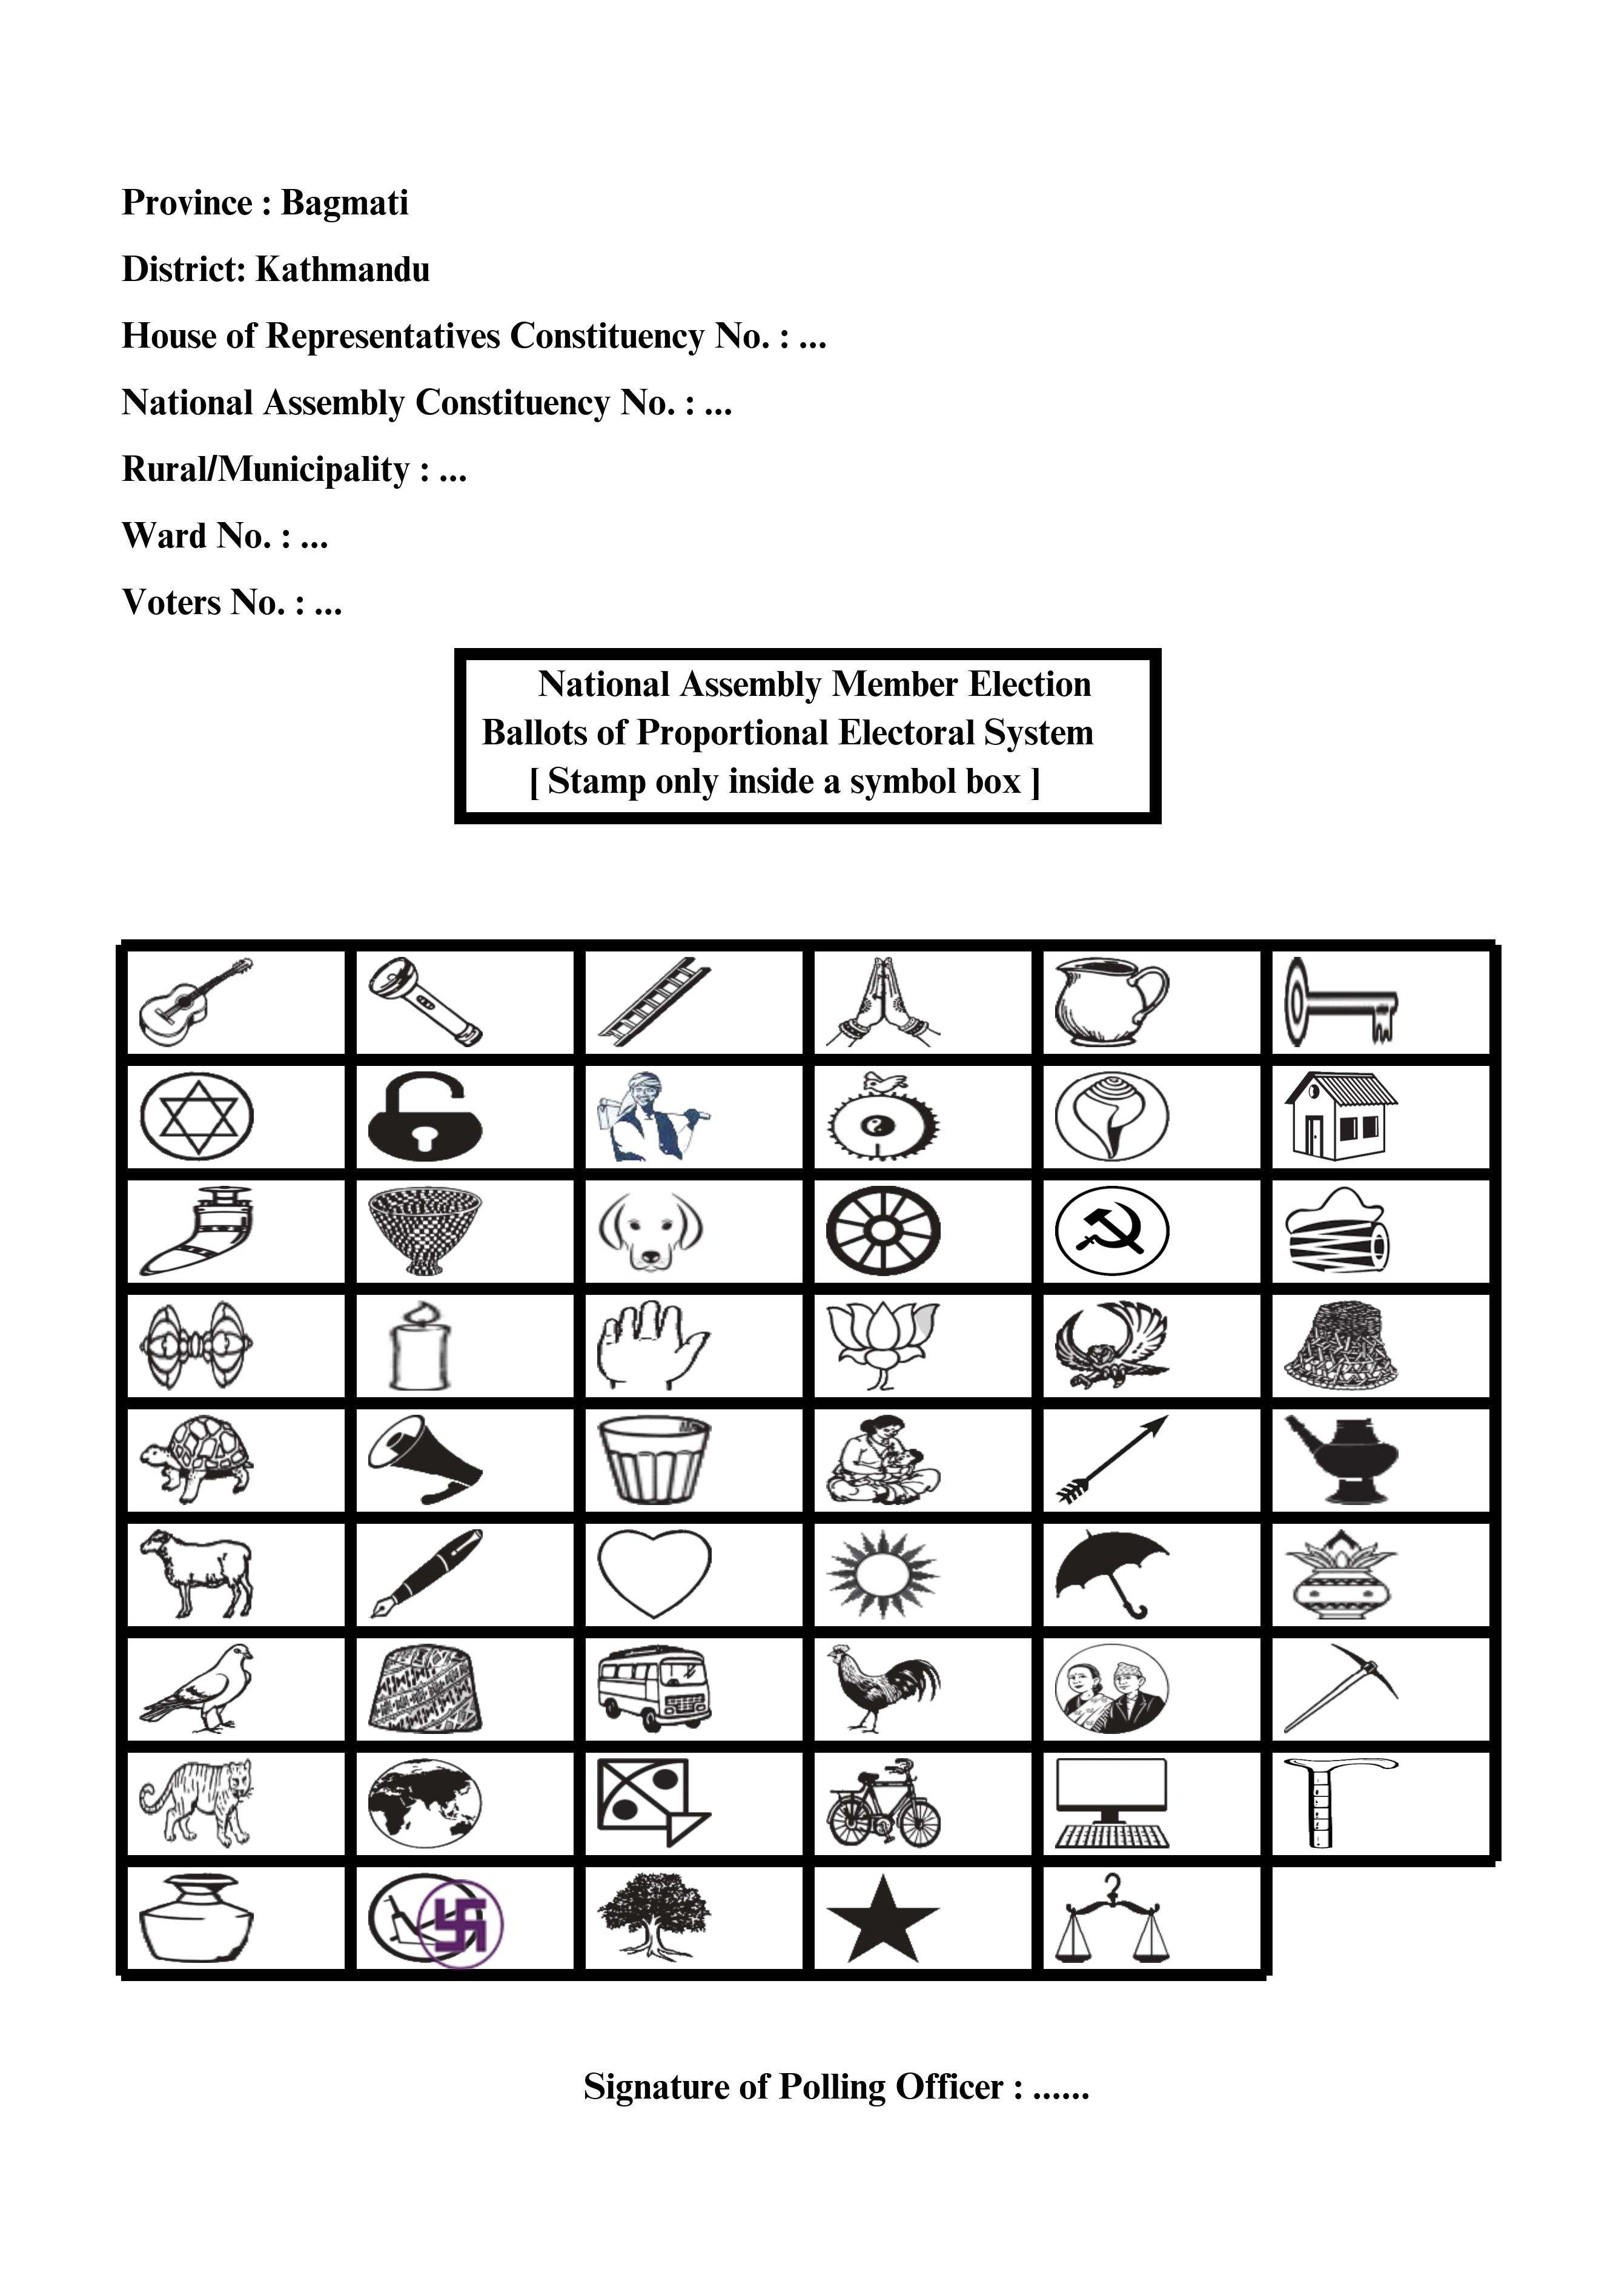 Province : Bagmati
District: Kathmandu
House of Representatives Constituency No. : ...
National Assembly Constituency No. : ...
Rural/Municipality : ...
Ward No. : ...
Voters No. : ...
National Assembly Member Election
Ballots of Proportional Electoral System
[ Stamp only inside a symbol box ]
Signature of Polling Officer : ......